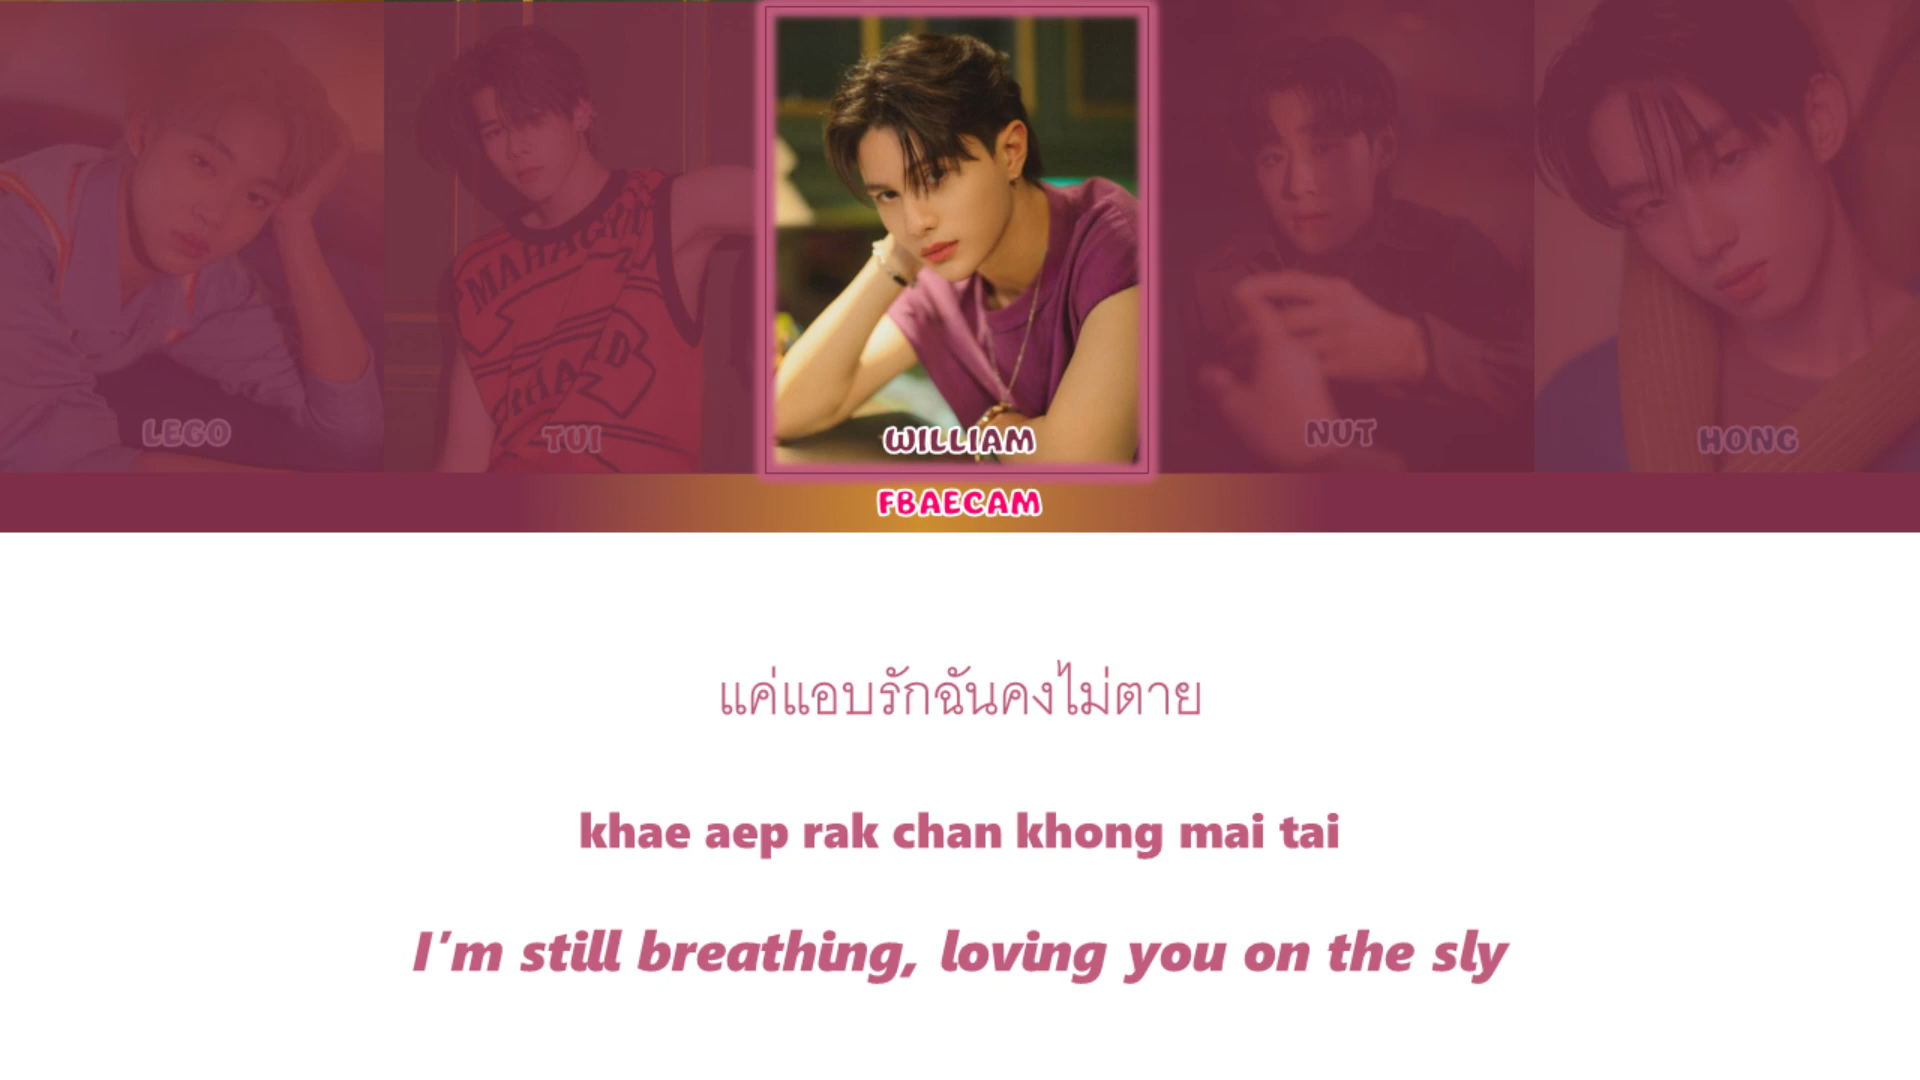 MAHAGYI
LEGO
TUI
WILLIAM
NUT
HONG
FBAECAM
แค่แอบรักฉันคงไม่ตาย
khae aep rak chan khong mai tai
I'm still breathing, loving you on the sly